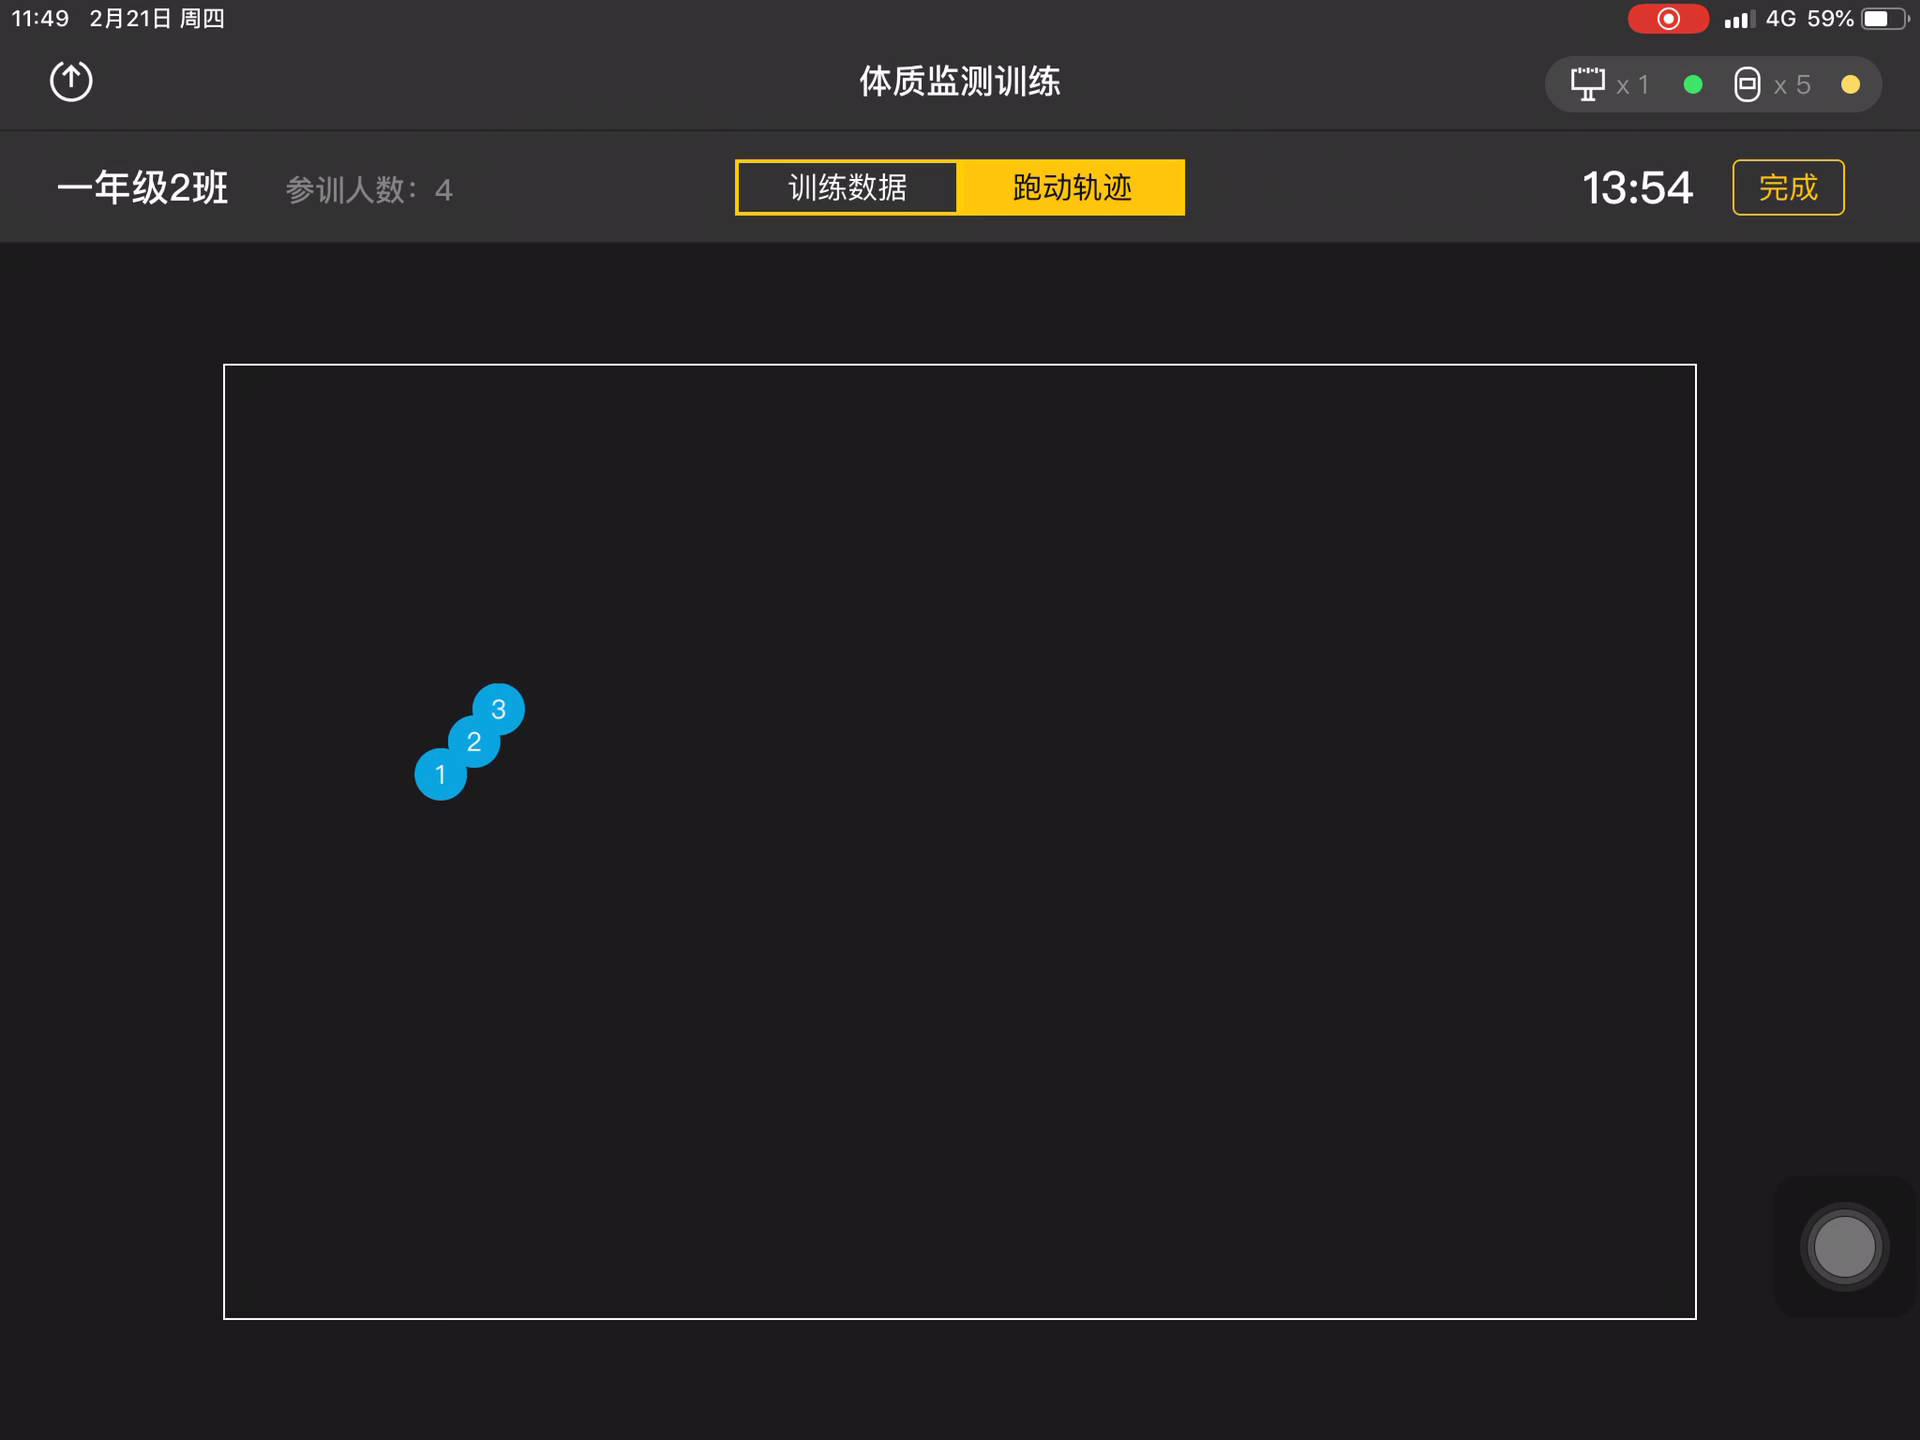 11:49 2月21日 周四
4G 59%
体质监测训练
x 1
x 5
一年级2班
参训人数：4
训练数据
跑动轨迹
13:54
完成
3
2
1